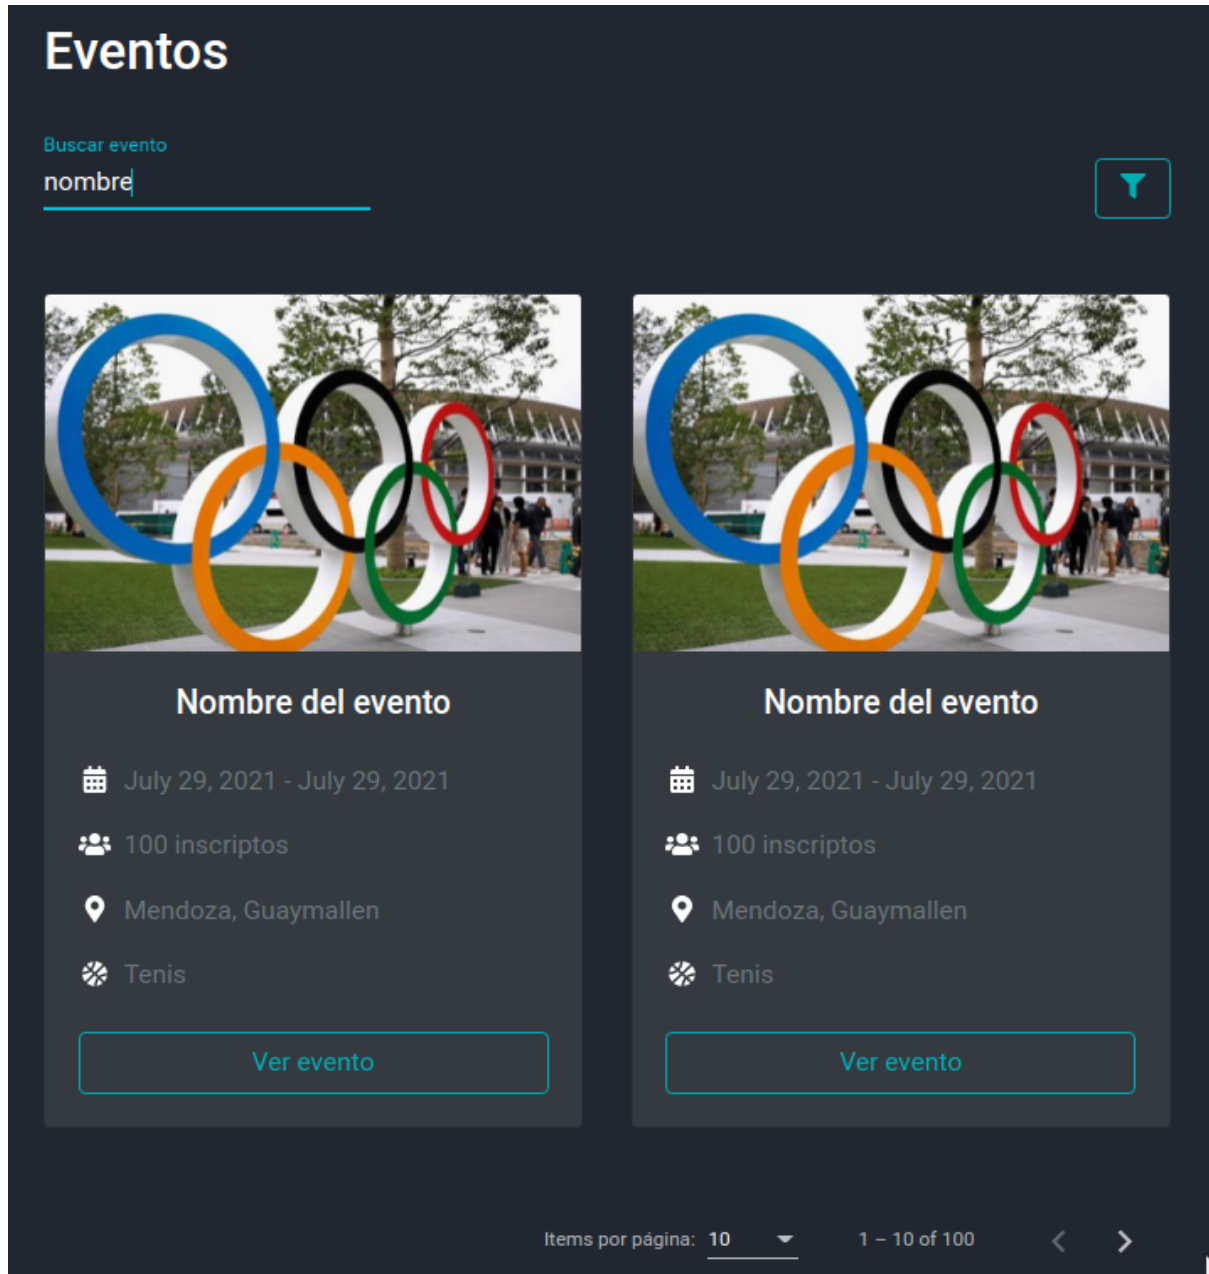 Eventos
Buscar evento
nombre
Nombre del evento
July 29, 2021 - July 29, 2021
100 inscriptos
Mendoza, Guaymallen
Tenis
Ver evento
Nombre del evento
July 29, 2021 - July 29, 2021
100 inscriptos
Mendoza, Guaymallen
Tenis
Ver evento
Items por página: 10 1 – 10 of 100